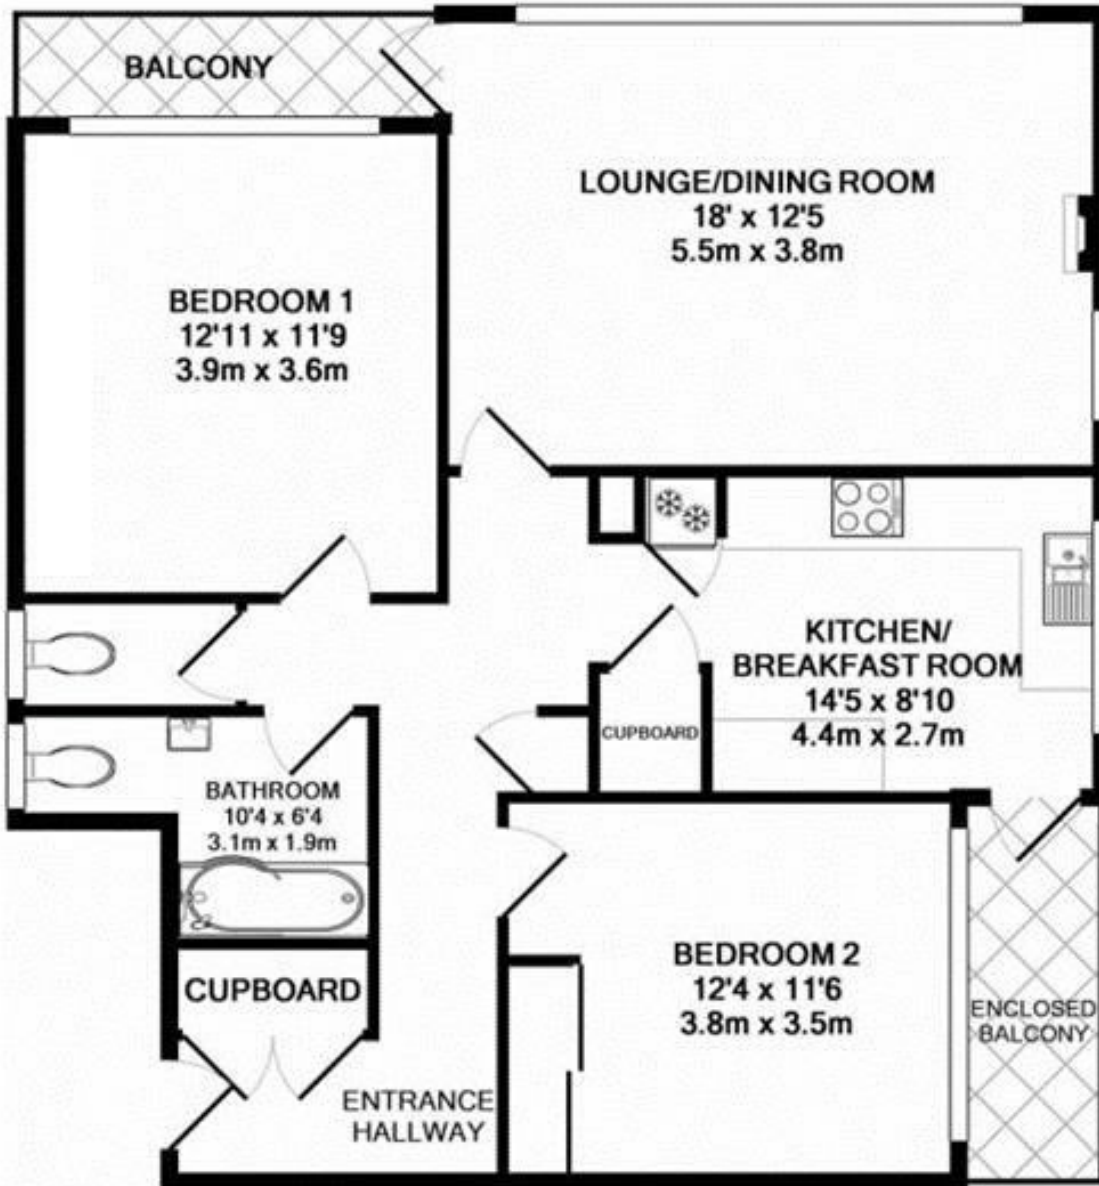 BALCONY
LOUNGE/DINING ROOM
18' x 12'5
5.5m x 3.8m
BEDROOM 1
12'11 x 11'9
3.9m x 3.6m
KITCHEN/
BREAKFAST ROOM
14'5 x 8'10
4.4m x 2.7m
CUPBOARD
BATHROOM
10'4 x 6'4
3.1m x 1.9m
BEDROOM 2
12'4 x 11'6
3.8m x 3.5m
CUPBOARD
ENCLOSED
BALCONY
ENTRANCE
HALLWAY